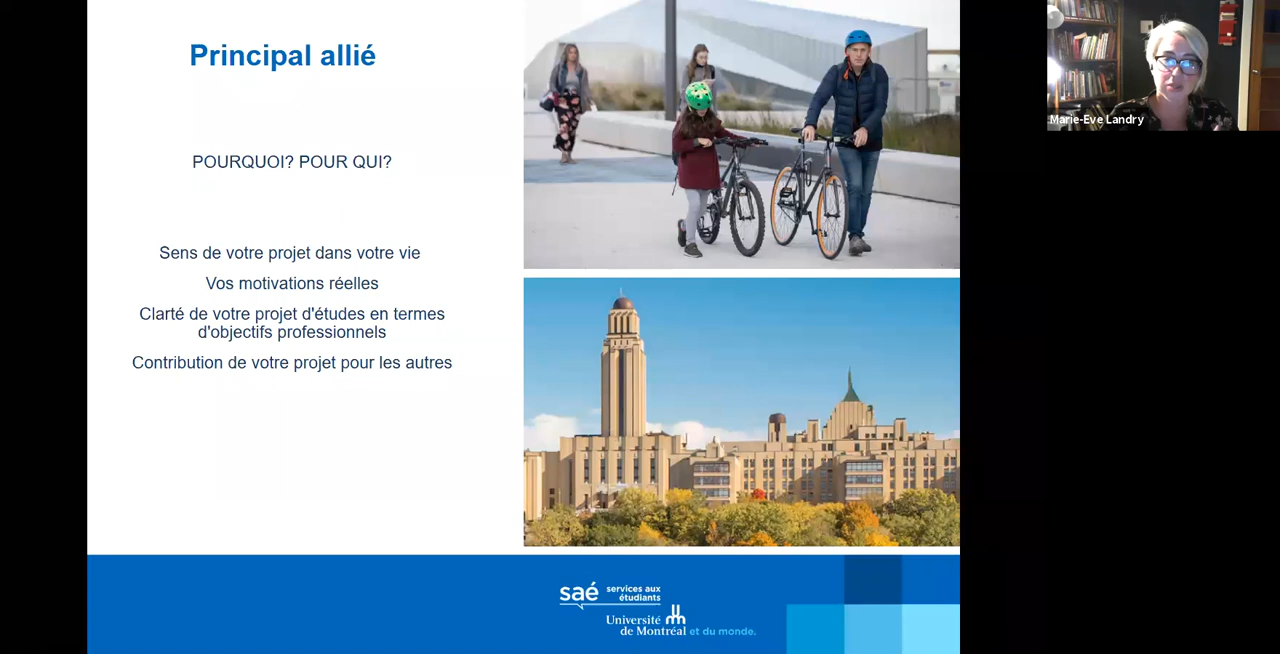 Principal allié
POURQUOI? POUR QUI?
Sens de votre projet dans votre vie
Vos motivations réelles
Clarté de votre projet d'études en termes
d'objectifs professionnels
Contribution de votre projet pour les autres
saé services aux
étudiants
Université
de Montréal et du monde.
Marie-Eve Landry